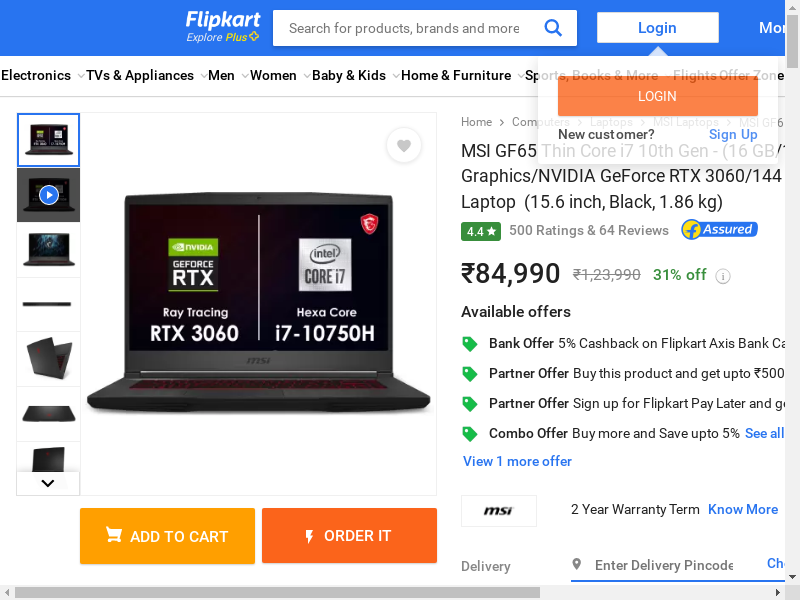 Flipkart
Explore Plus
Search for products, brands and more
Login
Mor
Electronics
TVs & Appliances
Men
Women
Baby & Kids
Home & Furniture
Sports, Books & More
Flights
Offer Zone
LOGIN
New customer?
Sign Up
Home
Computers
Laptops
MSI Laptops
MSI GF6
MSI GF65 Thin Core i7 10th Gen - (16 GB/1
Graphics/NVIDIA GeForce RTX 3060/144
Laptop (15.6 inch, Black, 1.86 kg)
4.4
500 Ratings & 64 Reviews
Assured
₹84,990
₹1,23,990
31% off
Available offers
Bank Offer 5% Cashback on Flipkart Axis Bank Ca
Partner Offer Buy this product and get upto ₹500
Partner Offer Sign up for Flipkart Pay Later and ge
Combo Offer Buy more and Save upto 5% See all
View 1 more offer
NVIDIA
GEFORCE
RTX
Ray Tracing
RTX 3060
intel
CORE i7
Hexa Core
i7-10750H
msi
msi
2 Year Warranty Term Know More
ADD TO CART
ORDER IT
Delivery
Enter Delivery Pincode
Che